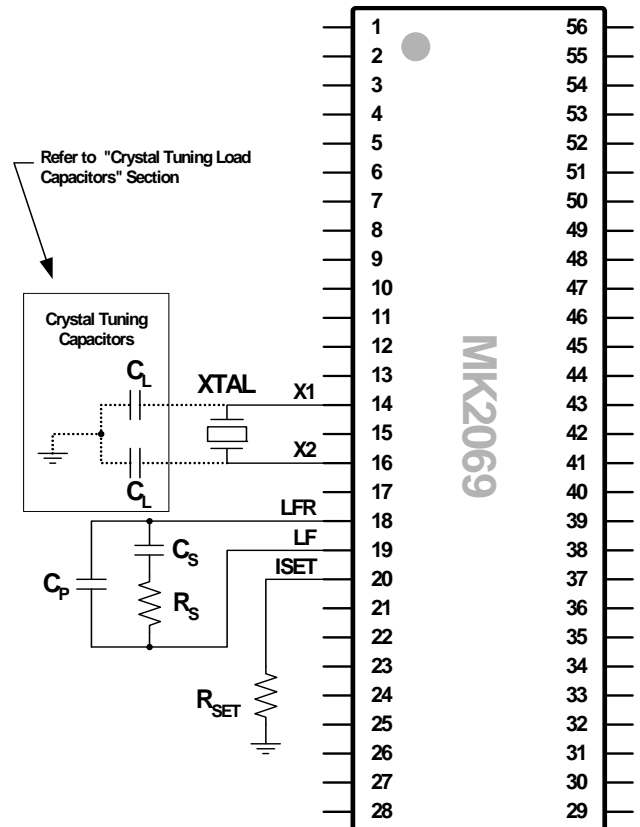 1 56
2 55
3 54
4 53
5 52
Refer to "Crystal Tuning Load
Capacitors" Section
6 51
7 50
8 49
9 48
10 47
11 46
Crystal Tuning
Capacitors
12 45
13 44
CL
XTAL
X1
14 43
15 42
X2
16 41
CL
17 40
LFR
18 39
LF
19 38
ISET
20 37
CS
CP
RS
21 36
22 35
23 34
RSET
24 33
25 32
26 31
27 30
28 29
MK2069